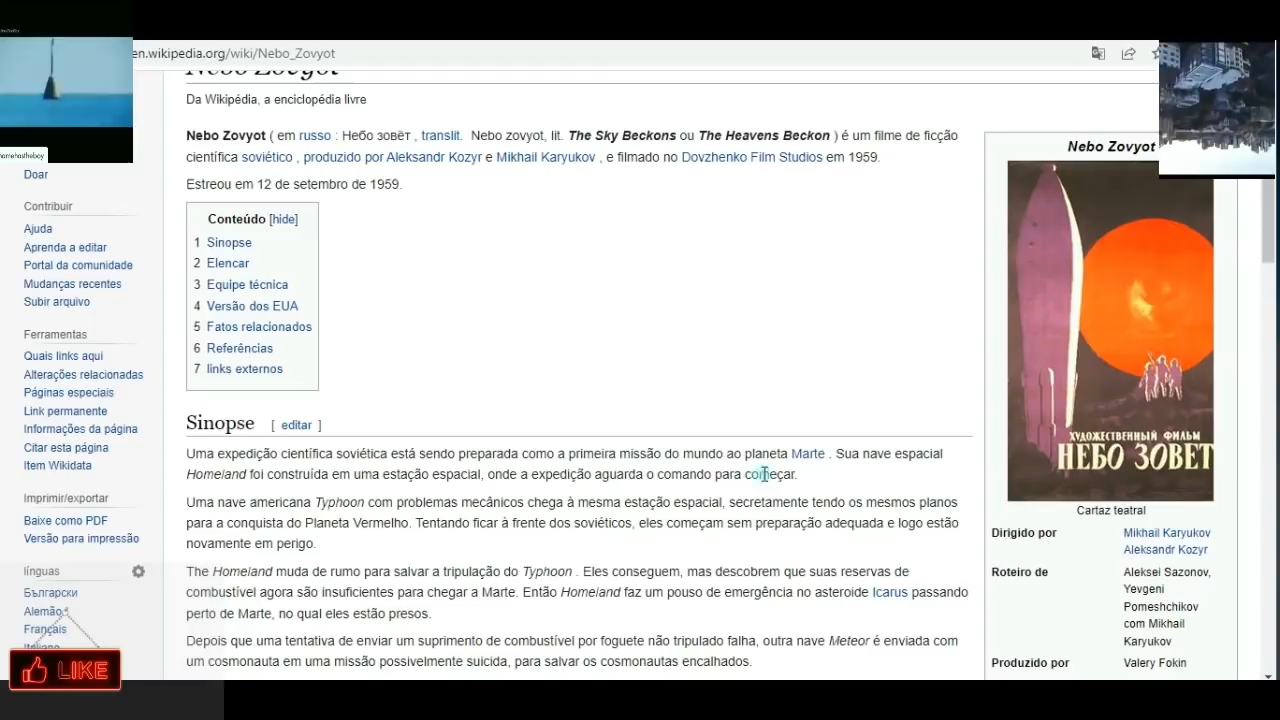 en.wikipedia.org/wiki/Nebo_Zovyot
Nebo Zovyot
Da Wikipédia, a enciclopédia livre
Nebo Zovyot ( em russo : Небо зовёт , translit. Nebo zovyot, lit. The Sky Beckons ou The Heavens Beckon ) é um filme de ficção
científica soviético , produzido por Aleksandr Kozyr e Mikhail Karyukov , e filmado no Dovzhenko Film Studios em 1959.
Estreou em 12 de setembro de 1959.
Conteúdo [hide]
1 Sinopse
2 Elencar
3 Equipe técnica
4 Versão dos EUA
5 Fatos relacionados
6 Referências
7 links externos
Sinopse [ editar ]
Uma expedição científica soviética está sendo preparada como a primeira missão do mundo ao planeta Marte . Sua nave espacial
Homeland foi construída em uma estação espacial, onde a expedição aguarda o comando para começar.
Uma nave americana Typhoon com problemas mecânicos chega à mesma estação espacial, secretamente tendo os mesmos planos
para a conquista do Planeta Vermelho. Tentando ficar à frente dos soviéticos, eles começam sem preparação adequada e logo estão
novamente em perigo.
The Homeland muda de rumo para salvar a tripulação do Typhoon . Eles conseguem, mas descobrem que suas reservas de
combustível agora são insuficientes para chegar a Marte. Então Homeland faz um pouso de emergência no asteroide Icarus passando
perto de Marte, no qual eles estão presos.
Depois que uma tentativa de enviar um suprimento de combustível por foguete não tripulado falha, outra nave Meteor é enviada com
um cosmonauta em uma missão possivelmente suicida, para salvar os cosmonautas encalhados.
Doar
Contribuir
Ajuda
Aprenda a editar
Portal da comunidade
Mudanças recentes
Subir arquivo
Ferramentas
Quais links aqui
Alterações relacionadas
Páginas especiais
Link permanente
Informações da página
Citar esta página
Item Wikidata
Imprimir/exportar
Baixe como PDF
Versão para impressão
línguas
Български
Alemão
Français
LIKE
Nebo Zovyot
ХУДОЖЕСТВЕННЫЙ ФИЛЬМ
НЕБО ЗОВЕТ
Cartaz teatral
Dirigido por Mikhail Karyukov
Aleksandr Kozyr
Roteiro de Aleksei Sazonov,
Yevgeni
Pomeshchikov
com Mikhail
Karyukov
Produzido por Valery Fokin